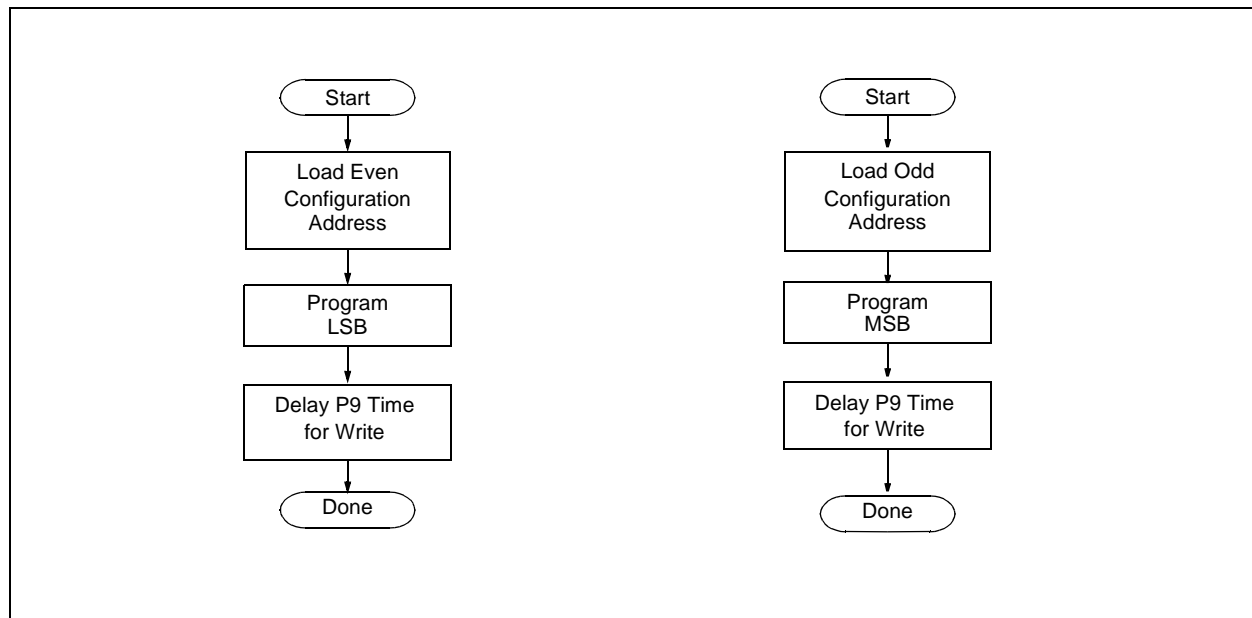 Start
Load Even
Configuration
Address
Program
LSB
Delay P9 Time
for Write
Done
Start
Load Odd
Configuration
Address
Program
MSB
Delay P9 Time
for Write
Done